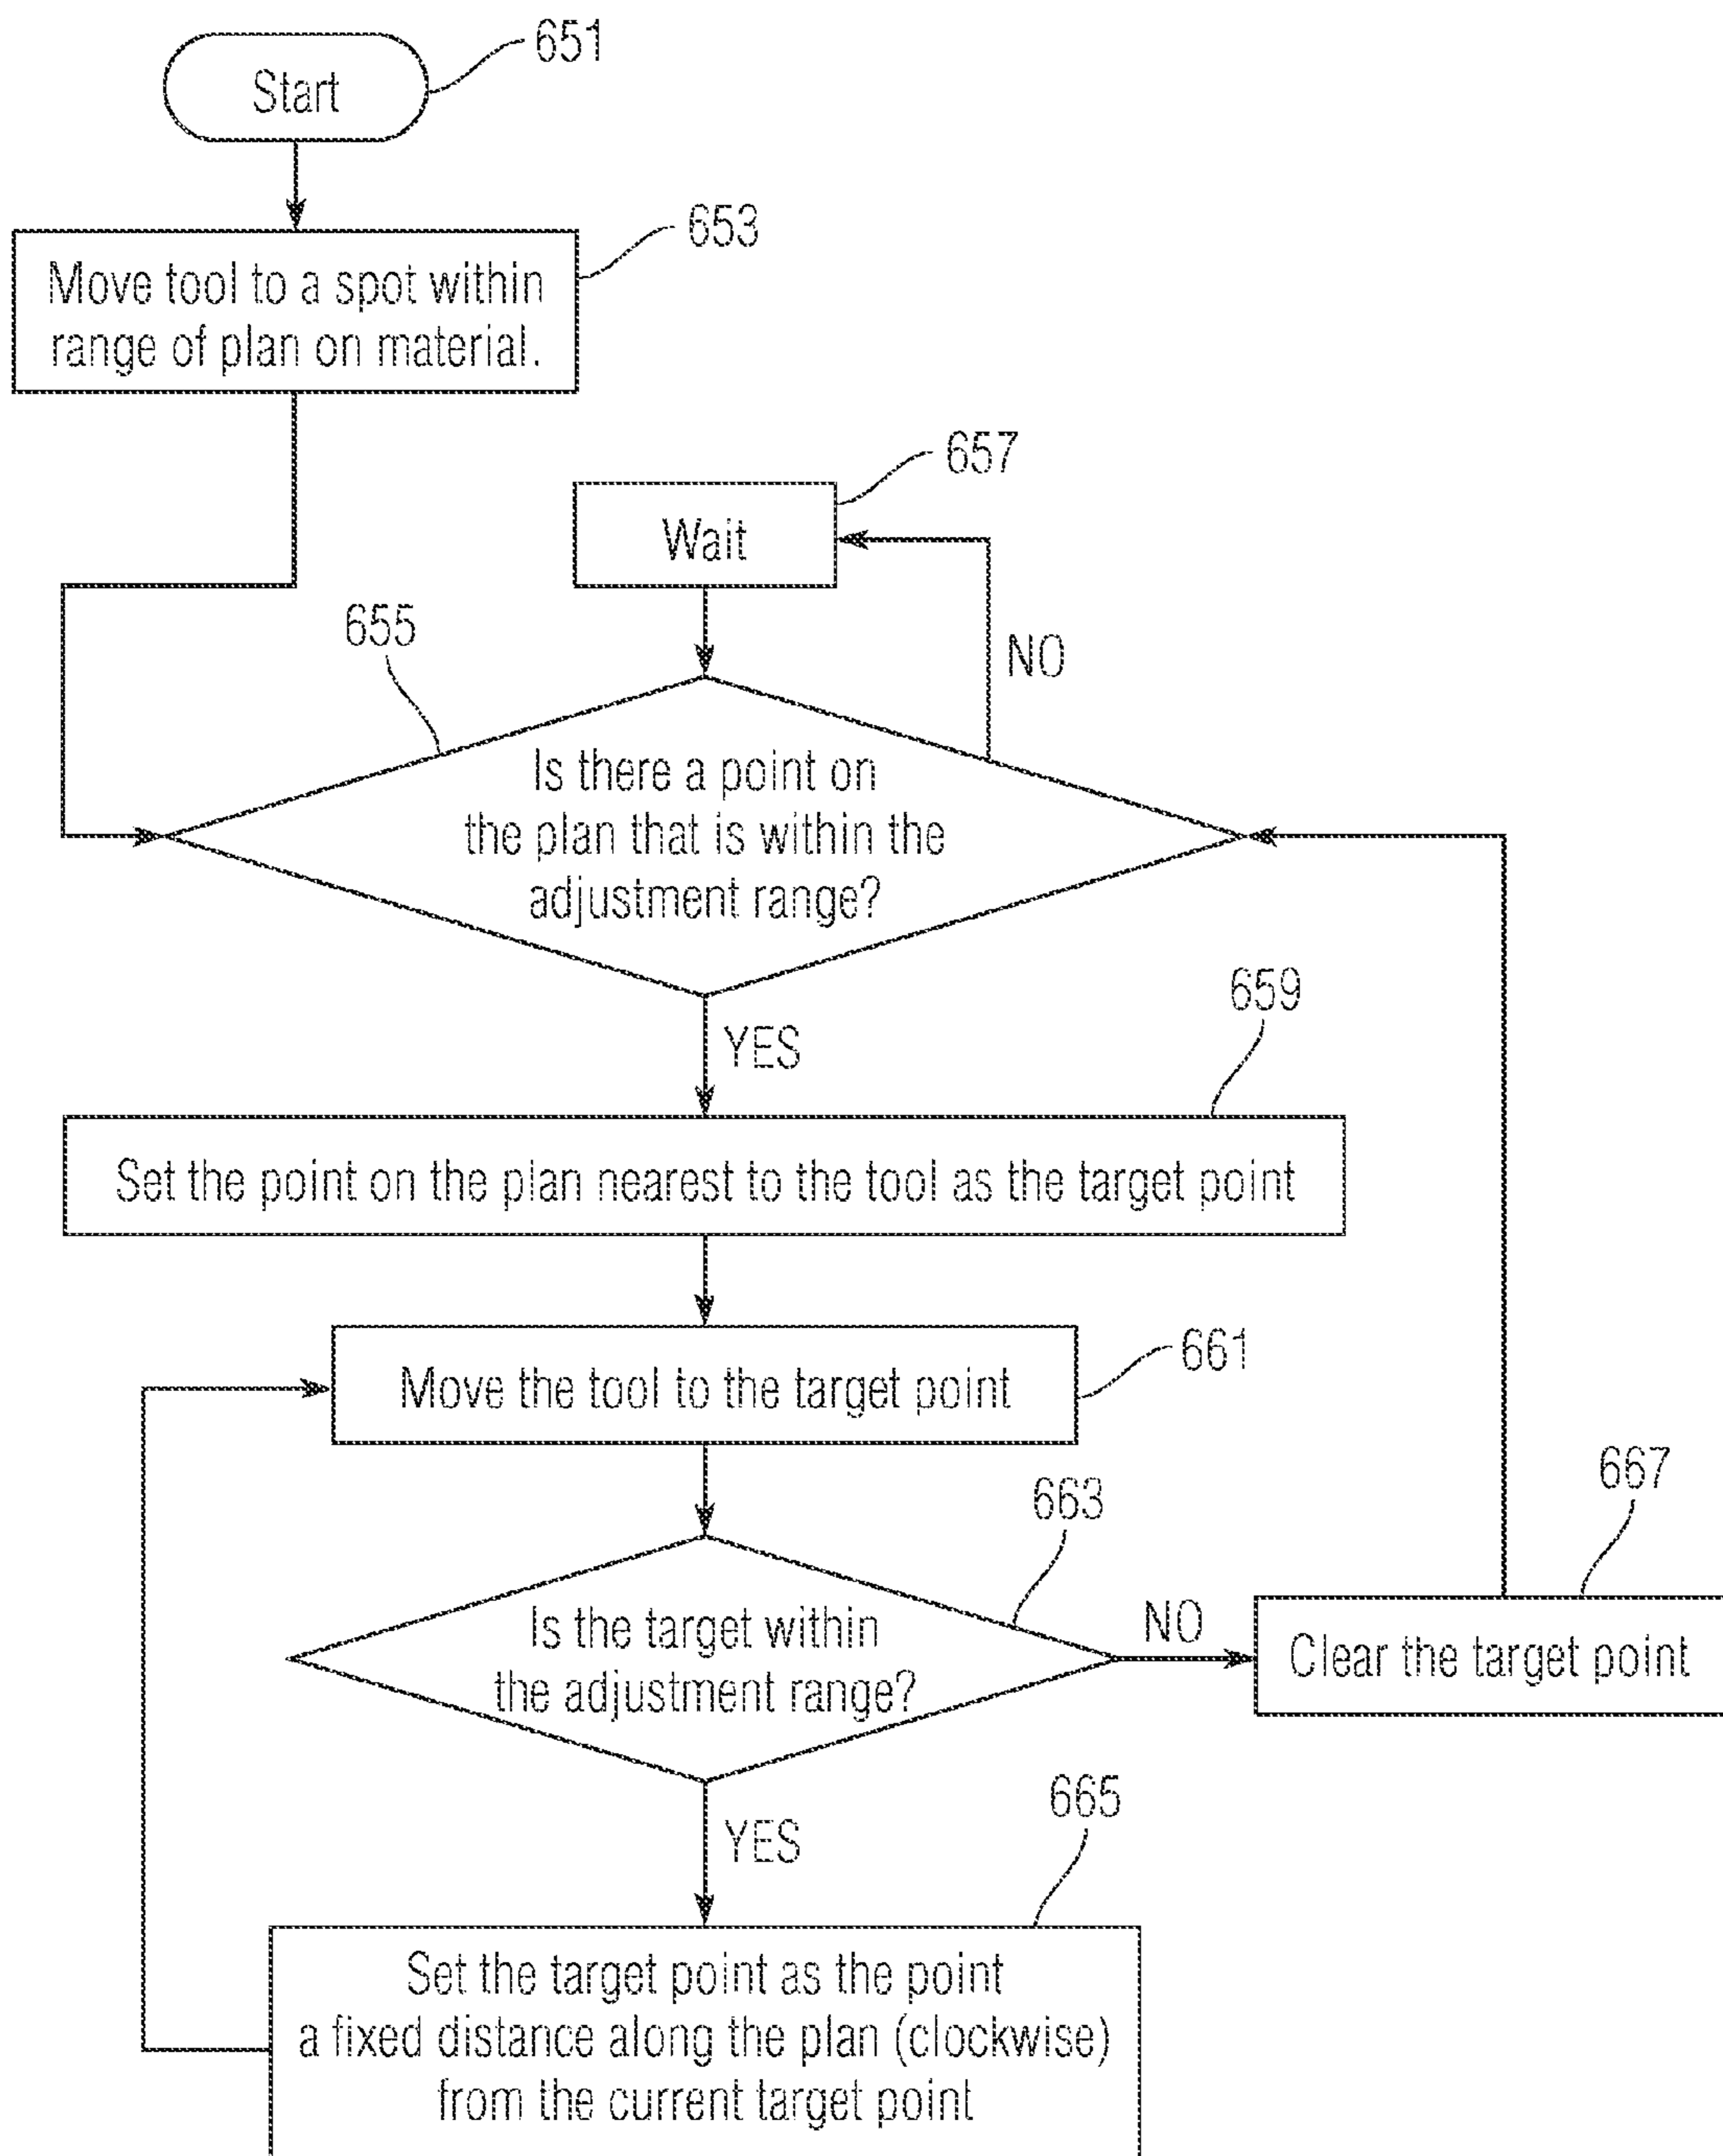 Start
651
653
Move tool to a spot within
range of plan on material.
657
Wait
655
NO
Is there a point on
the plan that is within the
adjustment range?
659
YES
Set the point on the plan nearest to the tool as the target point
661
Move the tool to the target point
667
663
Is the target within
the adjustment range?
NO
Clear the target point
665
YES
Set the target point as the point
a fixed distance along the plan (clockwise)
from the current target point